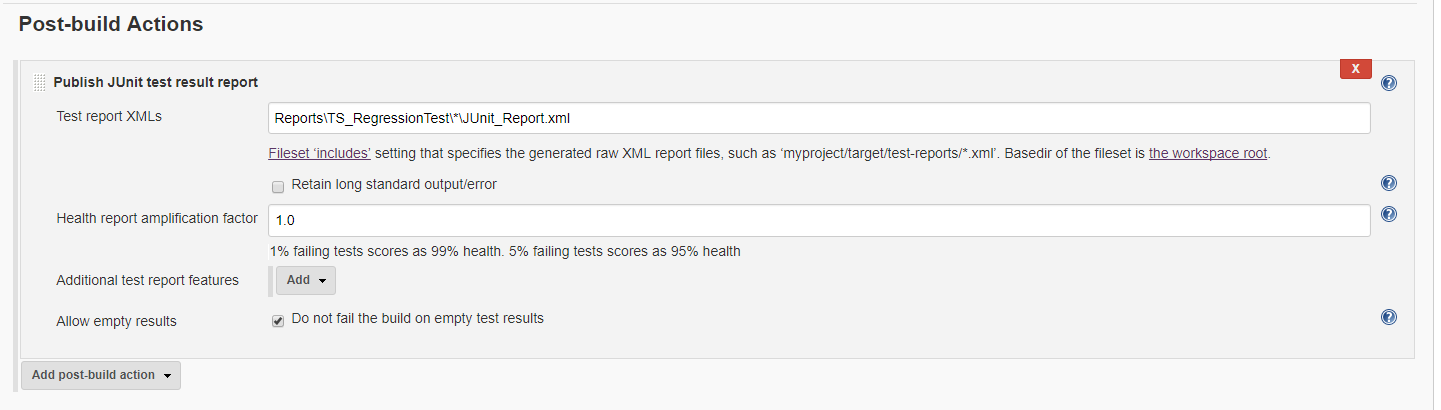 Post-build Actions
X
Publish JUnit test result report
Test report XMLs
Reports\TS_RegressionTest\*\JUnit_Report.xml
Fileset ‘includes’ setting that specifies the generated raw XML report files, such as ‘myproject/target/test-reports/*.xml’. Basedir of the fileset is the workspace root.
Retain long standard output/error
Health report amplification factor
1.0
1% failing tests scores as 99% health. 5% failing tests scores as 95% health
Additional test report features
Add
Allow empty results
Do not fail the build on empty test results
Add post-build action